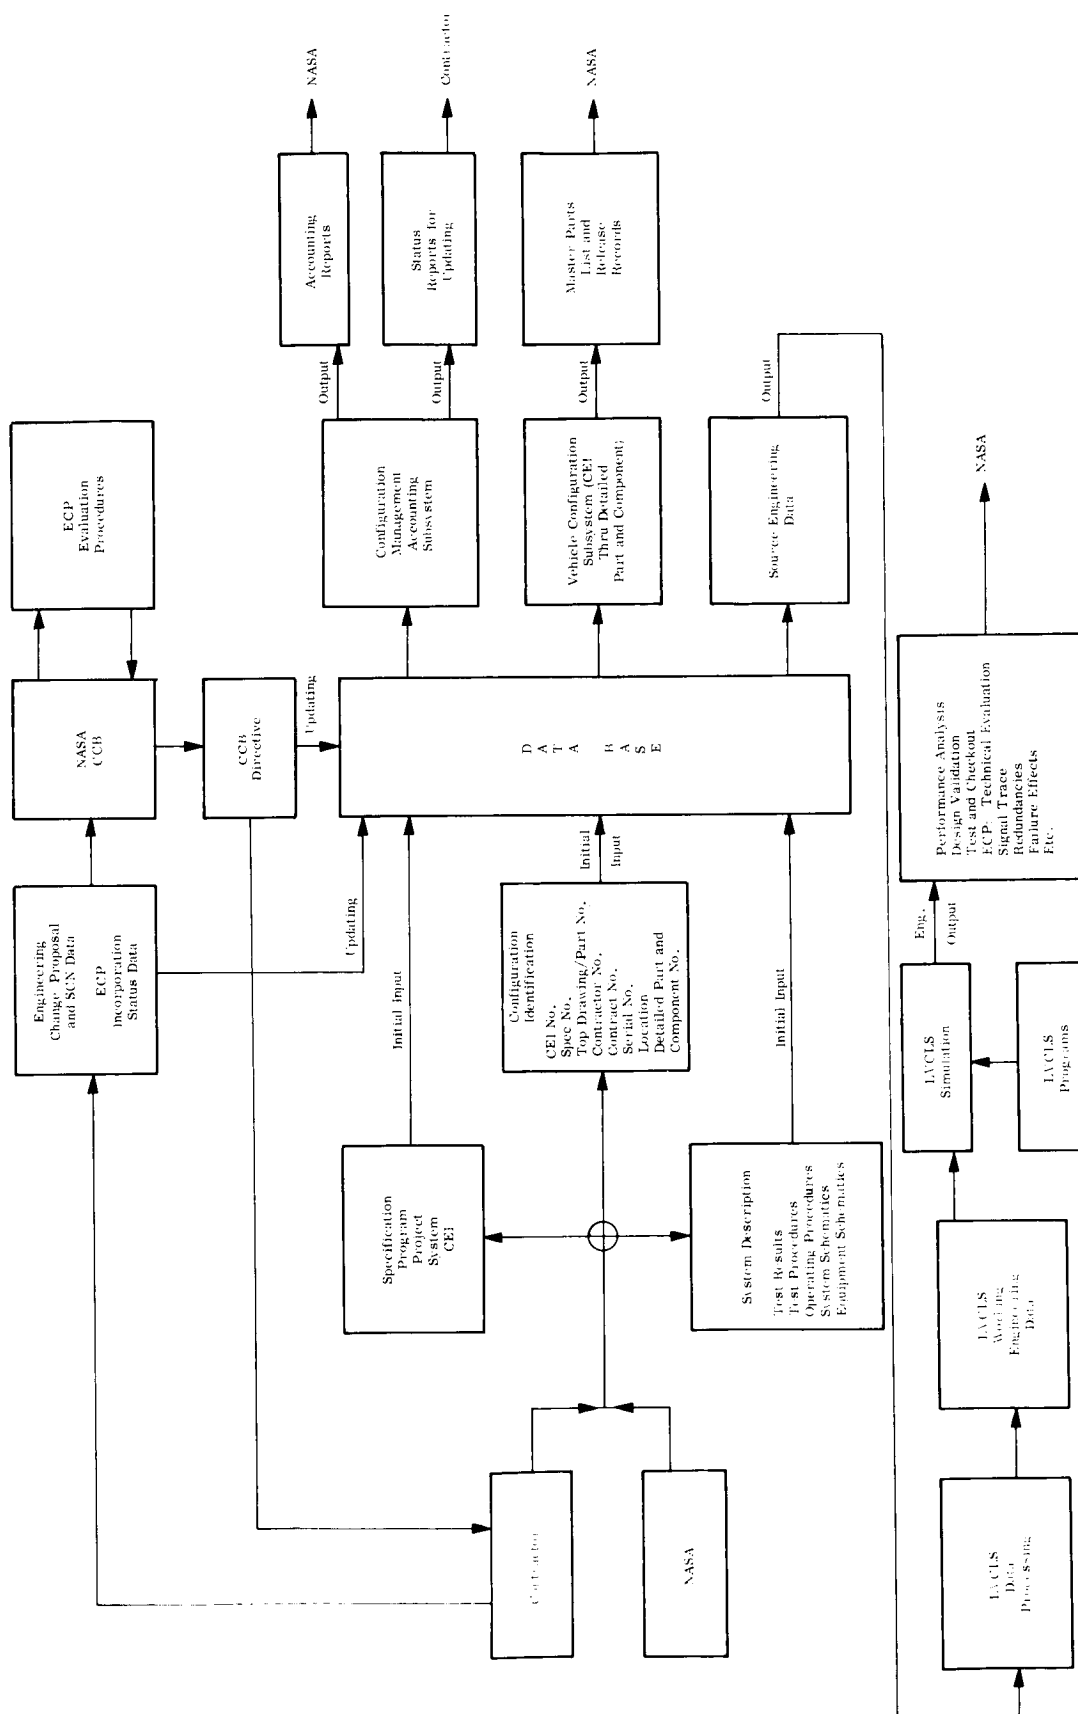 Contractor
NASA
Engineering
Change Proposal
and SCN Data
ECP
Incorporation
Status Data
NASA
CCB
ECP
Evaluation
Procedures
CCB
Directive
Updating
Updating
Specification
Program
Project
System
CEI
Initial Input
Configuration
Identification
CEI No.
Spec No.
Top Drawing/Part No.
Contractor No.
Contract No.
Serial No.
Location
Detailed Part and
Component No.
Initial
Input
System Description
Test Results
Test Procedures
Operating Procedures
System Schematics
Equipment Schematics
Initial Input
DATA BASE
Configuration
Management
Accounting
Subsystem
Output
Output
Accounting
Reports
NASA
Status
Reports for
Updating
Contractor
Vehicle Configuration
Subsystem (CEI
Thru Detailed
Part and Component)
Output
Master Parts
List and
Release
Records
NASA
Source Engineering
Data
Output
LVCLS
Data
Processing
LVCLS
Working
Engineering
Data
LVCLS
Simulation
LVCLS
Programs
Eng.
Output
Performance Analysis
Design Validation
Test and Checkout
ECP: Technical Evaluation
Signal Trace
Redundancies
Failure Effects
Etc.
NASA